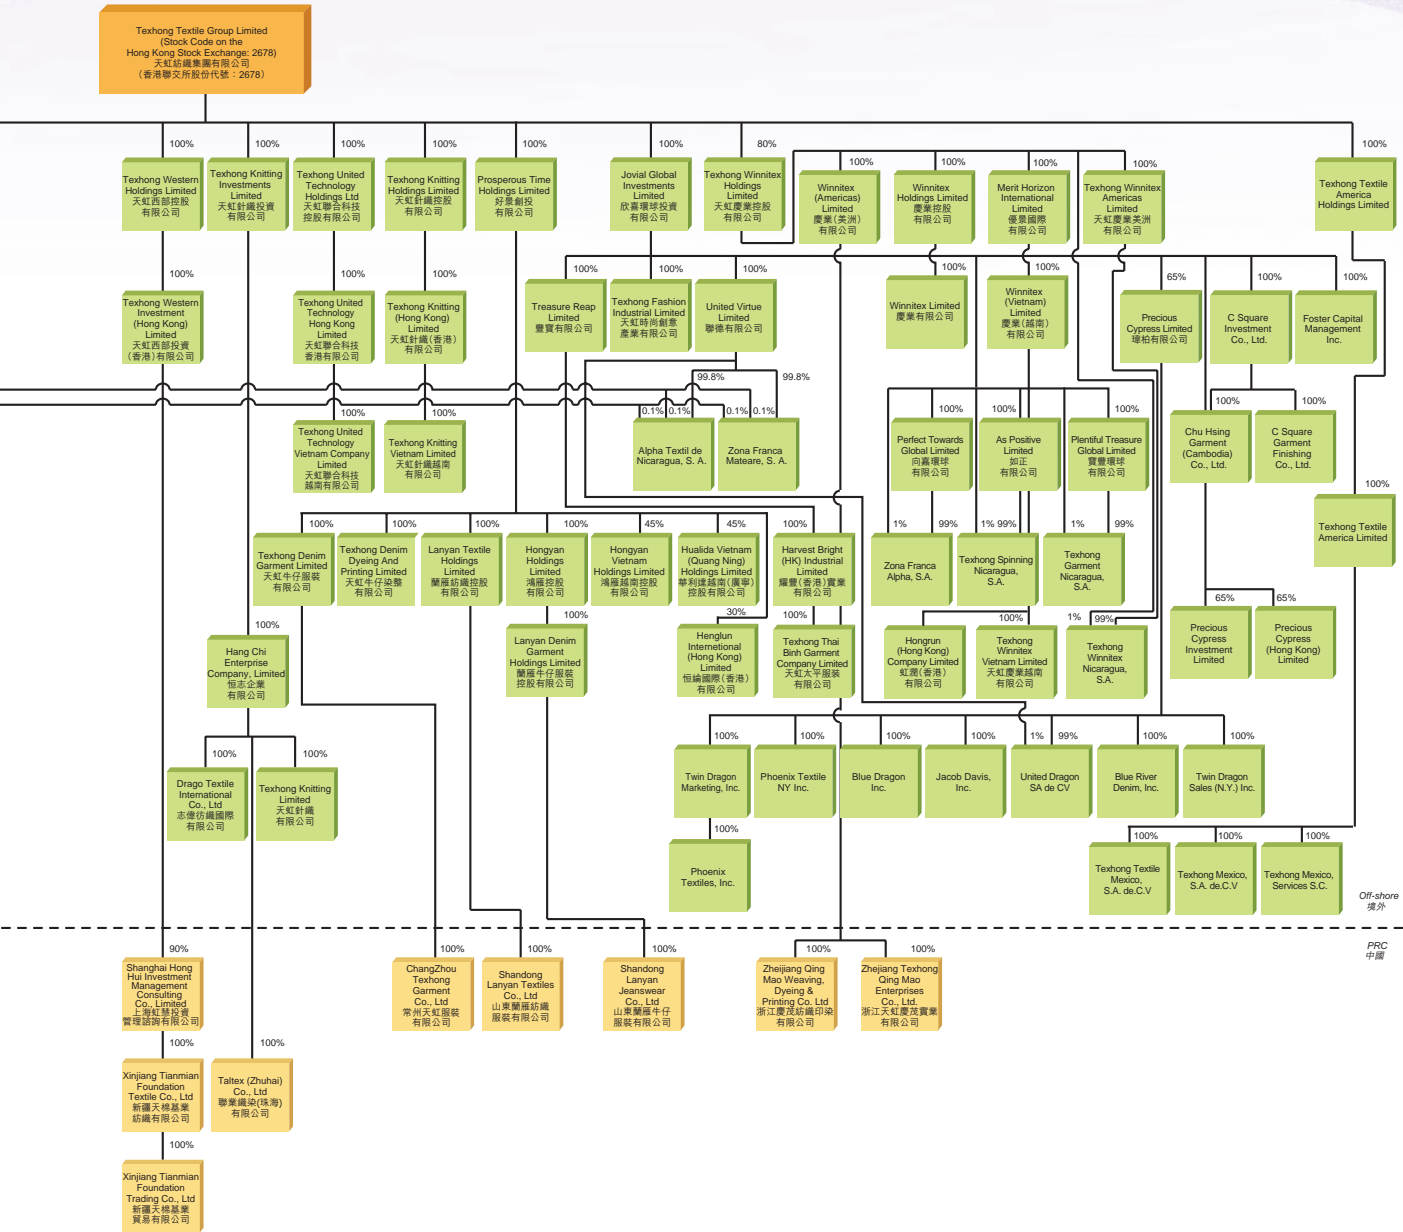 Texhong Textile Group Limited
(Stock Code on the
Hong Kong Stock Exchange: 2678)
天虹紡織集團有限公司
（香港聯交所股份代號：2678）
100%
100%
100%
100%
100%
100%
80%
100%
100%
100%
100%
100%
Texhong Western
Holdings Limited
天虹西部控股
有限公司
Texhong Knitting
Investments
Limited
天虹針織投資
有限公司
Texhong United
Technology
Holdings Ltd
天虹聯合科技
控股有限公司
Texhong Knitting
Holdings Limited
天虹針織控股
有限公司
Prosperous Time
Holdings Limited
好景創投
有限公司
Jovial Global
Investments
Limited
欣嘉環球投資
有限公司
Texhong Winnitex
Holdings
Limited
天虹慶業控股
有限公司
Winnitex
(Americas)
Limited
慶業(美洲)
有限公司
Winnitex
Holdings Limited
慶業控股
有限公司
Merit Horizon
International
Limited
優景國際
有限公司
Texhong Winnitex
Americas
Limited
天虹慶業美洲
有限公司
Texhong Textile
America
Holdings Limited
100%
100%
100%
100%
100%
100%
100%
100%
65%
100%
100%
Texhong Western
Investment
(Hong Kong)
Limited
天虹西部投資
(香港)有限公司
Texhong United
Technology
Hong Kong
Limited
天虹聯合科技
香港有限公司
Texhong Knitting
(Hong Kong)
Limited
天虹針織(香港)
有限公司
Treasure Reap
Limited
豐寶有限公司
Texhong Fashion
Industrial Limited
天虹時尚創意
產業有限公司
United Virtue
Limited
聯德有限公司
Winnitex Limited
慶業有限公司
Winnitex
(Vietnam)
Limited
慶業(越南)
有限公司
Precious
Cypress Limited
瑋柏有限公司
C Square
Investment
Co., Ltd.
Foster Capital
Management
Inc.
99.8%
99.8%
100%
100%
0.1%
0.1%
0.1%
0.1%
100%
100%
100%
100%
100%
Texhong United
Technology
Vietnam Company
Limited
天虹聯合科技
越南有限公司
Texhong Knitting
Vietnam Limited
天虹針織越南
有限公司
Alpha Textil de
Nicaragua, S. A.
Zona Franca
Mateare, S. A.
Perfect Towards
Global Limited
向嘉環球
有限公司
As Positive
Limited
如正
有限公司
Plentiful Treasure
Global Limited
寶豐環球
有限公司
Chu Hsing
Garment
(Cambodia)
Co., Ltd.
C Square
Garment
Finishing
Co., Ltd.
100%
Texhong Textile
America Limited
100%
100%
100%
100%
45%
45%
100%
1%
99%
1%
99%
1%
99%
Texhong Denim
Garment Limited
天虹牛仔服裝
有限公司
Texhong Denim
Dyeing And
Printing Limited
天虹牛仔染整
有限公司
Lanyan Textile
Holdings
Limited
蘭雁紡織控股
有限公司
Hongyan
Holdings
Limited
鴻雁控股
有限公司
Hongyan
Vietnam
Holdings Limited
鴻雁越南控股
有限公司
Hualida Vietnam
(Quang Ning)
Holdings Limited
華利達越南(廣寧)
控股有限公司
Harvest Bright
(HK) Industrial
Limited
耀豐(香港)實業
有限公司
Zona Franca
Alpha, S.A.
Texhong Spinning
Nicaragua,
S.A.
Texhong
Garment
Nicaragua,
S.A.
100%
100%
30%
100%
100%
1%
99%
65%
65%
Hang Chi
Enterprise
Company, Limited
恒志企業
有限公司
Lanyan Denim
Garment
Holdings Limited
蘭雁牛仔服裝
控股有限公司
Henglun
International
(Hong Kong)
Limited
恒綸國際(香港)
有限公司
Texhong Thai
Binh Garment
Company Limited
天虹太平服裝
有限公司
Hongrun
(Hong Kong)
Company Limited
虹潤(香港)
有限公司
Texhong
Winnitex
Vietnam Limited
天虹慶業越南
有限公司
Texhong
Winnitex
Nicaragua,
S.A.
Precious
Cypress
Investment
Limited
Precious
Cypress
(Hong Kong)
Limited
100%
100%
100%
100%
100%
100%
1%
99%
100%
100%
Drago Textile
International
Co., Ltd
志偉彷織國際
有限公司
Texhong Knitting
Limited
天虹針織
有限公司
Twin Dragon
Marketing, Inc.
Phoenix Textile
NY Inc.
Blue Dragon
Inc.
Jacob Davis,
Inc.
United Dragon
SA de CV
Blue River
Denim, Inc.
Twin Dragon
Sales (N.Y.) Inc.
100%
100%
100%
100%
Phoenix
Textiles, Inc.
Texhong Textile
Mexico,
S.A. de.C.V
Texhong Mexico,
S.A. de.C.V
Texhong Mexico,
Services S.C.
Off-shore
境外
PRC
中國
90%
100%
100%
100%
100%
100%
Shanghai Hong
Hui Investment
Management
Consulting
Co., Limited
上海虹慧投資
管理諮詢有限公司
ChangZhou
Texhong
Garment
Co., Ltd
常州天虹服裝
有限公司
Shandong
Lanyan Textiles
Co., Ltd
山東蘭雁紡織
服裝有限公司
Shandong
Lanyan
Jeanswear
Co., Ltd
山東蘭雁牛仔
服裝有限公司
Zheijiang Qing
Mao Weaving,
Dyeing &
Printing Co. Ltd
浙江慶茂紡織印染
有限公司
Zhejiang Texhong
Qing Mao
Enterprises
Co., Ltd.
浙江天虹慶茂實業
有限公司
100%
100%
Xinjiang Tianmian
Foundation
Textile Co., Ltd
新疆天棉基業
紡織有限公司
Taltex (Zhuhai)
Co., Ltd
聯業織染(珠海)
有限公司
100%
Xinjiang Tianmian
Foundation
Trading Co., Ltd
新疆天棉基業
貿易有限公司